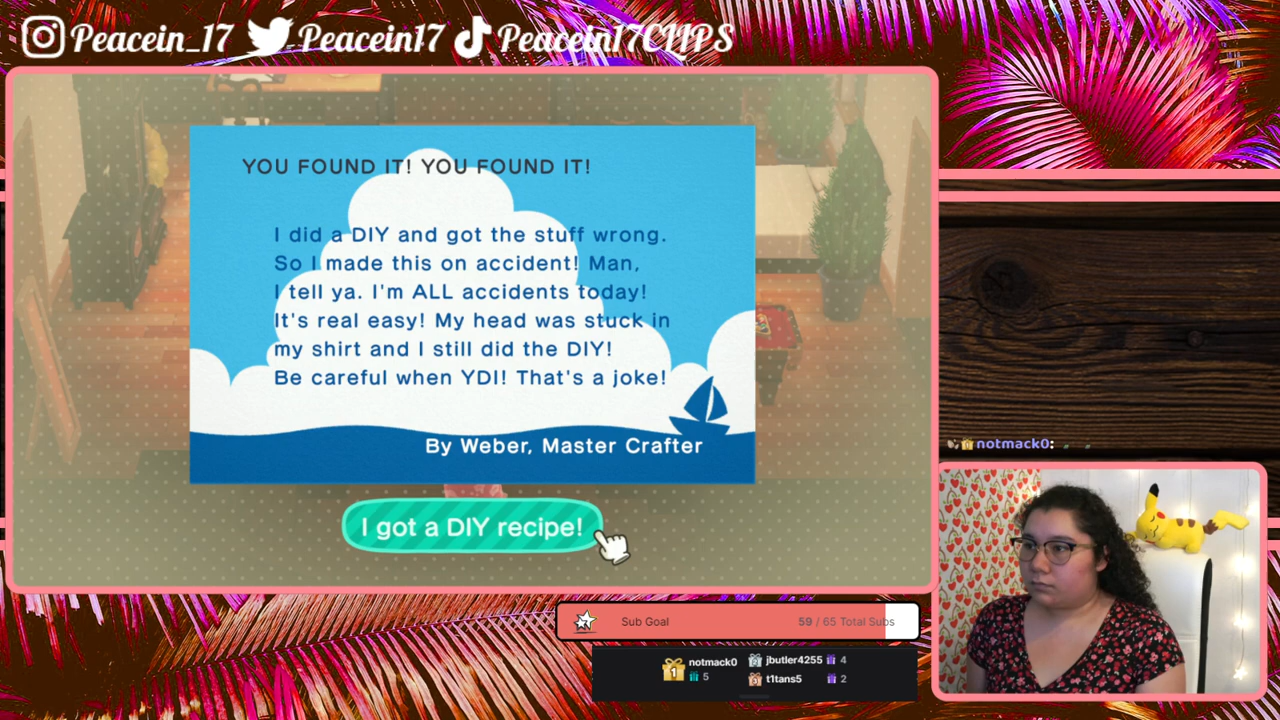 Peacein_17 Peacein17 Peacein17ClIPS
YOU FOUND IT! YOU FOUND IT!
I did a DIY and got the stuff wrong.
So I made this on accident! Man,
I tell ya. I'm ALL accidents today!
It's real easy! My head was stuck in
my shirt and I still did the DIY!
Be careful when YDI! That's a joke!
By Weber, Master Crafter
I got a DIY recipe!
notmack0:
Sub Goal 59 / 65 Total Subs
1 notmack0 5
jbutler4255 4
t1tans5 2